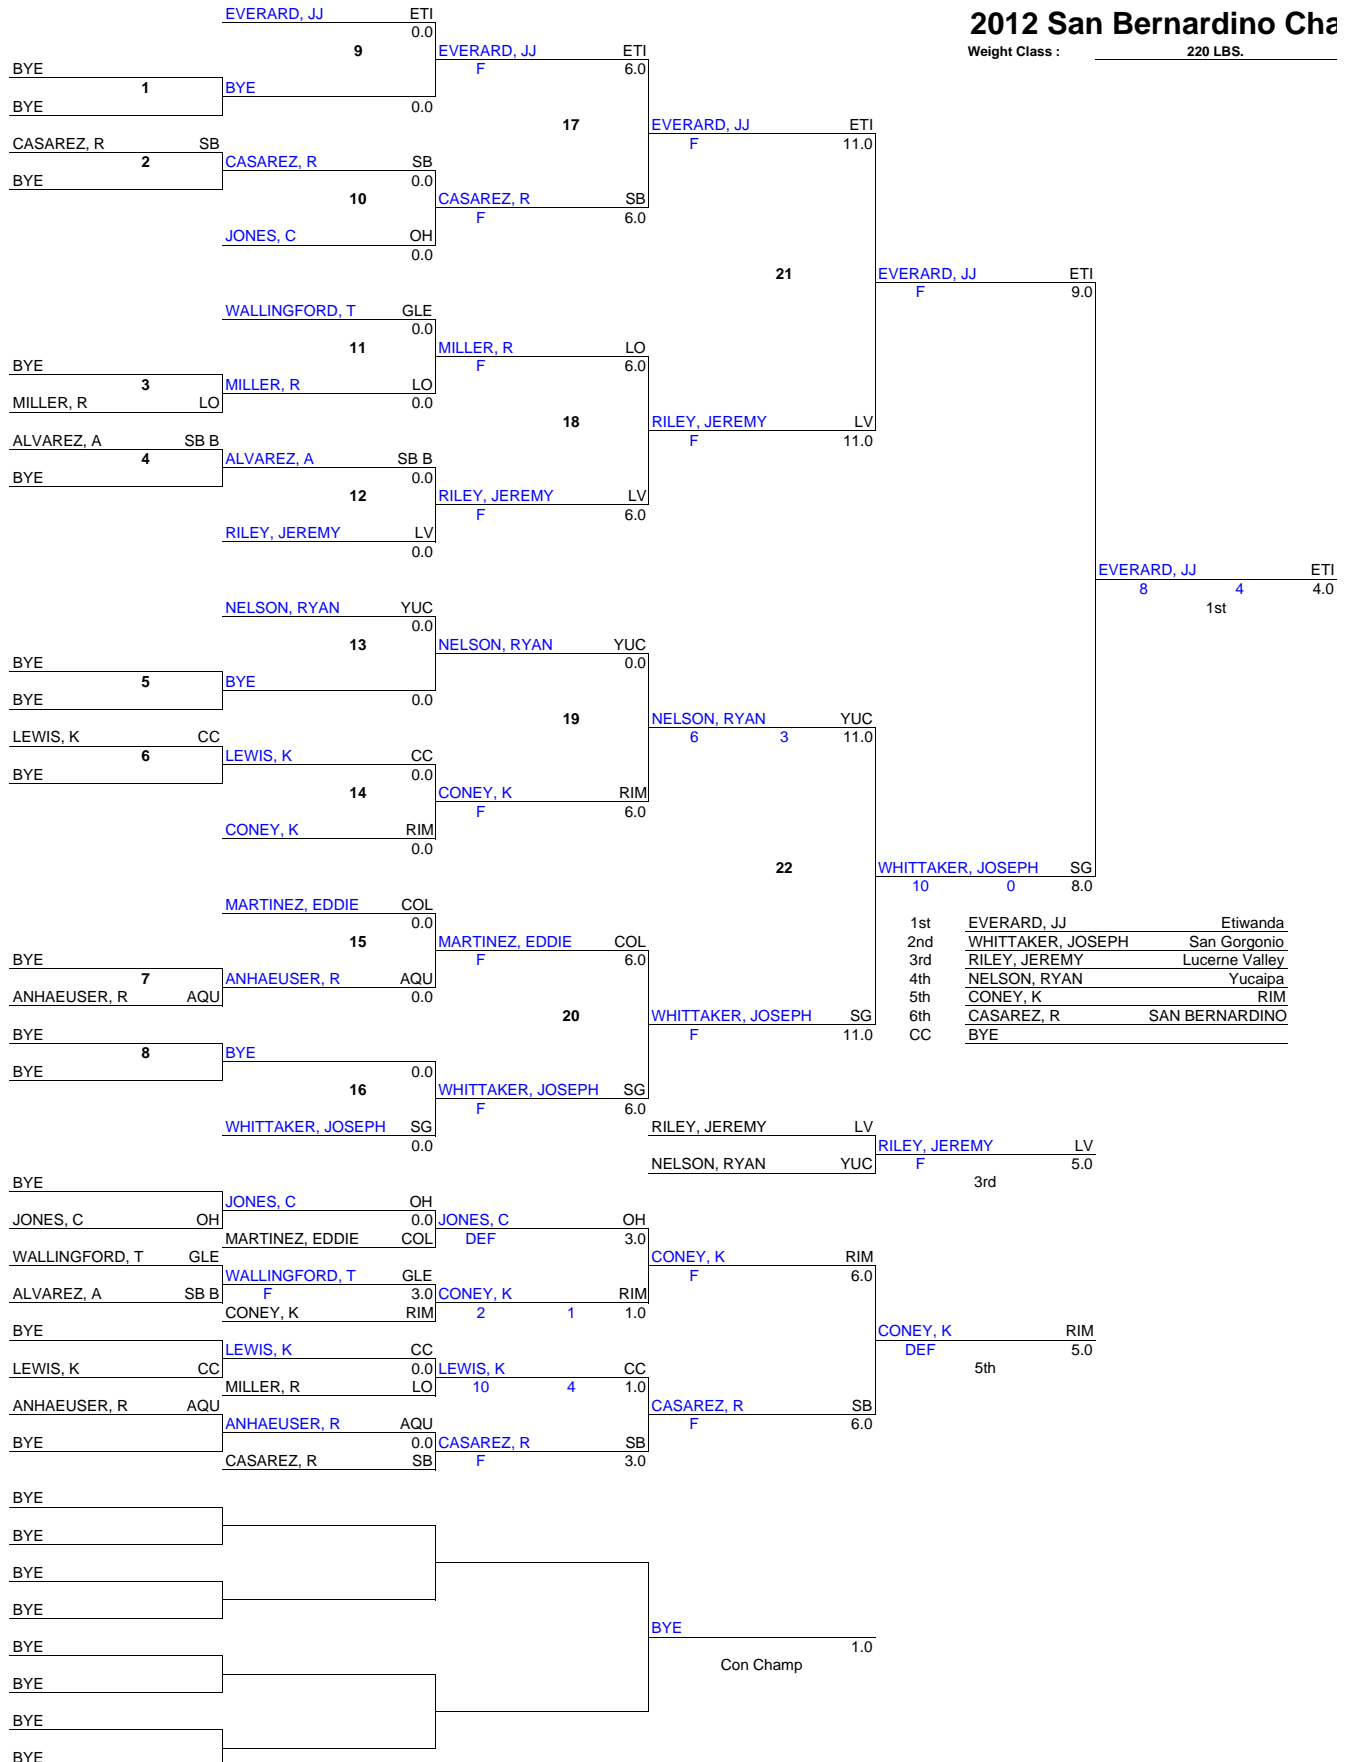 EVERARD, JJ ETI
2012 San Bernardino Cha
0.0
9 EVERARD, JJ ETI
Weight Class : 220 LBS.
BYE F 6.0
1 BYE
BYE 0.0
17 EVERARD, JJ ETI
CASAREZ, R SB F 11.0
2 CASAREZ, R SB
BYE 0.0
10 CASAREZ, R SB
F 6.0
JONES, C OH
0.0
21 EVERARD, JJ ETI
F 9.0
WALLINGFORD, T GLE
0.0
11 MILLER, R LO
BYE F 6.0
3 MILLER, R LO
MILLER, R LO 0.0
18 RILEY, JEREMY LV
ALVAREZ, A SB B F 11.0
4 ALVAREZ, A SB B
BYE 0.0
12 RILEY, JEREMY LV
F 6.0
RILEY, JEREMY LV
0.0
EVERARD, JJ ETI
8 4 4.0
1st
NELSON, RYAN YUC
0.0
13 NELSON, RYAN YUC
BYE 0.0
5 BYE
BYE 0.0
19 NELSON, RYAN YUC
LEWIS, K CC 6 3 11.0
6 LEWIS, K CC
BYE 0.0
14 CONEY, K RIM
F 6.0
CONEY, K RIM
0.0
22 WHITTAKER, JOSEPH SG
10 0 8.0
MARTINEZ, EDDIE COL
0.0
1st EVERARD, JJ Etiwanda
15 MARTINEZ, EDDIE COL
2nd WHITTAKER, JOSEPH San Gorgonio
BYE F 6.0
3rd RILEY, JEREMY Lucerne Valley
7 ANHAEUSER, R AQU
4th NELSON, RYAN Yucaipa
ANHAEUSER, R AQU 0.0
5th CONEY, K RIM
20 WHITTAKER, JOSEPH SG
6th CASAREZ, R SAN BERNARDINO
BYE F 11.0
CC BYE
8 BYE
BYE 0.0
16 WHITTAKER, JOSEPH SG
F 6.0
WHITTAKER, JOSEPH SG
RILEY, JEREMY LV
0.0
RILEY, JEREMY LV
NELSON, RYAN YUC
F 5.0
3rd
BYE
JONES, C OH
JONES, C OH
0.0
JONES, C OH
MARTINEZ, EDDIE COL
DEF 3.0
WALLINGFORD, T GLE
CONEY, K RIM
WALLINGFORD, T GLE
F 6.0
ALVAREZ, A SB B
F 3.0
CONEY, K RIM
CONEY, K RIM
2 1 1.0
BYE
CONEY, K RIM
LEWIS, K CC
DEF 5.0
LEWIS, K CC
0.0
LEWIS, K CC
5th
MILLER, R LO
10 4 1.0
ANHAEUSER, R AQU
CASAREZ, R SB
ANHAEUSER, R AQU
F 6.0
BYE
0.0
CASAREZ, R SB
CASAREZ, R SB
F 3.0
BYE
BYE
BYE
BYE
BYE
BYE
1.0
Con Champ
BYE
BYE
BYE